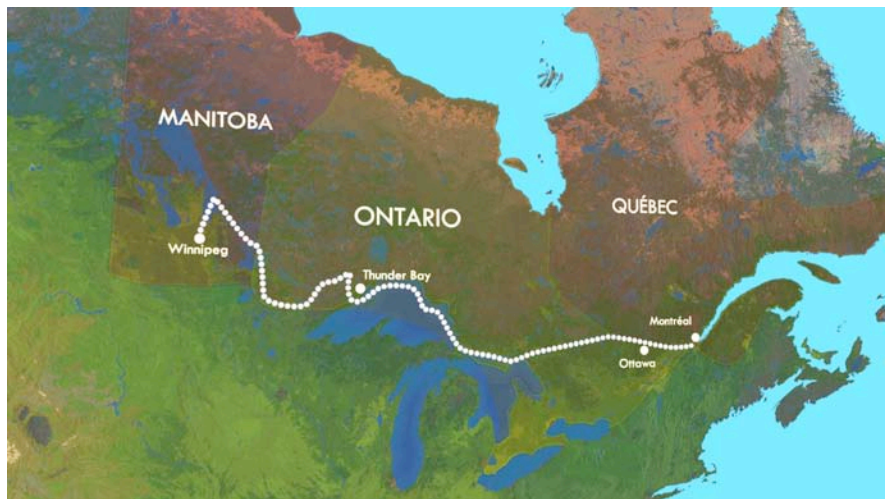 MANITOBA
ONTARIO
QUÉBEC
Winnipeg
Thunder Bay
Montréal
Ottawa